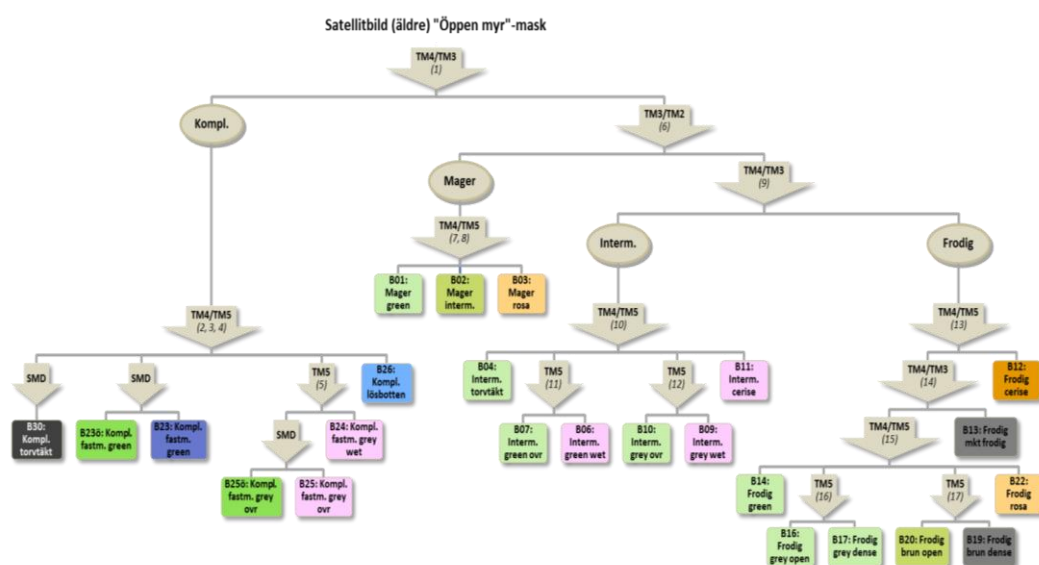 Satellitbild (äldre) "Öppen myr"-mask
TM4/TM3
(1)
Kompl.
TM3/TM2
(6)
Mager
TM4/TM3
(9)
TM4/TM5
(7, 8)
Interm.
Frodig
B01:
Mager
green
B02:
Mager
interm.
B03:
Mager
rosa
TM4/TM5
(2, 3, 4)
TM4/TM5
(10)
TM4/TM5
(13)
SMD
SMD
TM5
(5)
B26:
Kompl.
lösbotten
B04:
Interm.
torvtäkt
TM5
(11)
TM5
(12)
B11:
Interm.
cerise
TM4/TM3
(14)
B12:
Frodig
cerise
B30:
Kompl.
torvtäkt
B23ö: Kompl.
fastm. green
B23: Kompl.
fastm.
green
SMD
B24: Kompl.
fastm. grey
wet
B07:
Interm.
green ovr
B06:
Interm.
green wet
B10:
Interm.
grey ovr
B09:
Interm.
grey wet
TM4/TM5
(15)
B13: Frodig
mkt frodig
B25ö: Kompl.
fastm. grey
ovr
B25: Kompl.
fastm. grey
ovr
B14:
Frodig
green
TM5
(16)
TM5
(17)
B22:
Frodig
rosa
B16:
Frodig
grey open
B17: Frodig
grey dense
B20: Frodig
brun open
B19: Frodig
brun dense